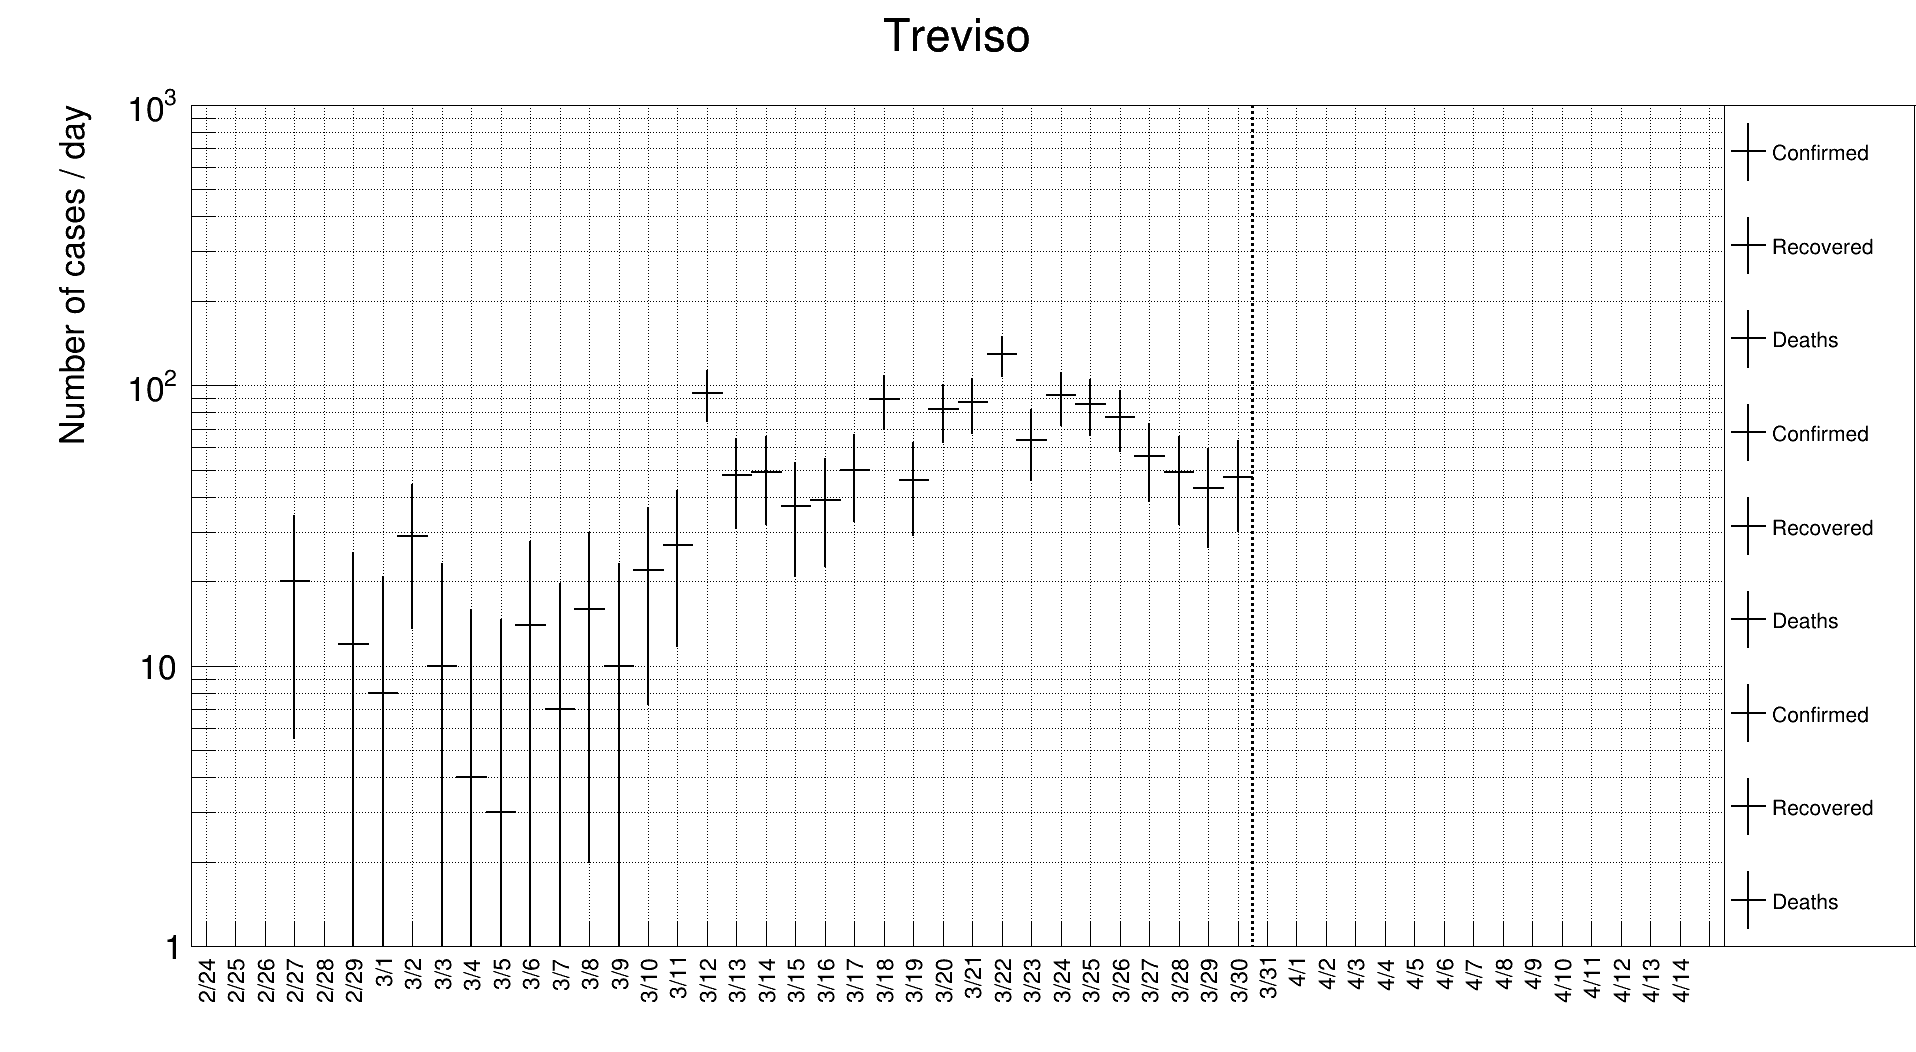 Treviso
Number of cases / day
10³
10²
10
1
2/24 2/25 2/26 2/27 2/28 2/29 3/1 3/2 3/3 3/4 3/5 3/6 3/7 3/8 3/9 3/10 3/11 3/12 3/13 3/14 3/15 3/16 3/17 3/18 3/19 3/20 3/21 3/22 3/23 3/24 3/25 3/26 3/27 3/28 3/29 3/30 3/31 4/1 4/2 4/3 4/4 4/5 4/6 4/7 4/8 4/9 4/10 4/11 4/12 4/13 4/14
Confirmed
Recovered
Deaths
Confirmed
Recovered
Deaths
Confirmed
Recovered
Deaths